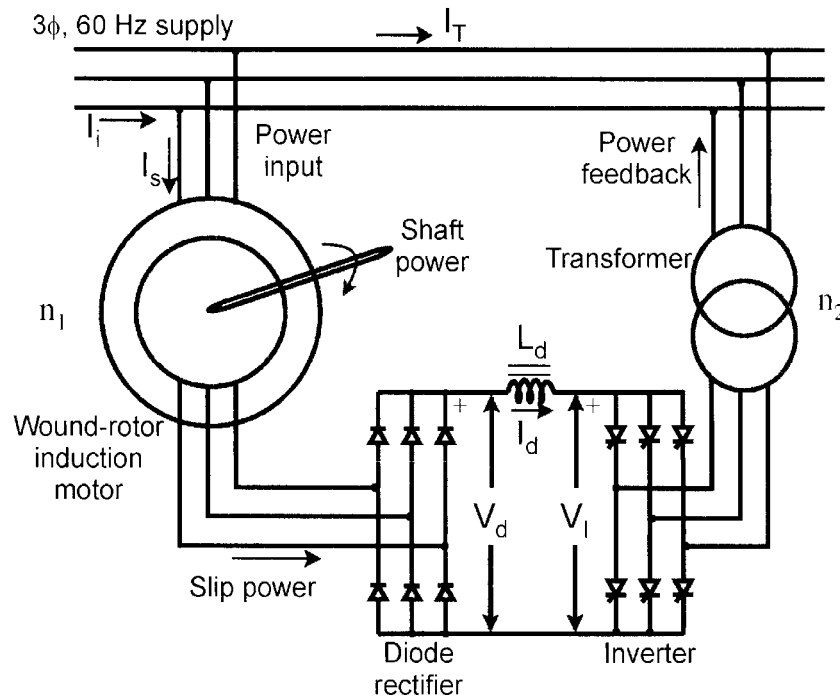 3ϕ, 60 Hz supply
I_T
I_i
I_s
Power
input
Power
feedback
Shaft
power
Transformer
n_1
n_2
L_d
+
+
I_d
Wound-rotor
induction
motor
V_d
V_I
Slip power
Diode
rectifier
Inverter